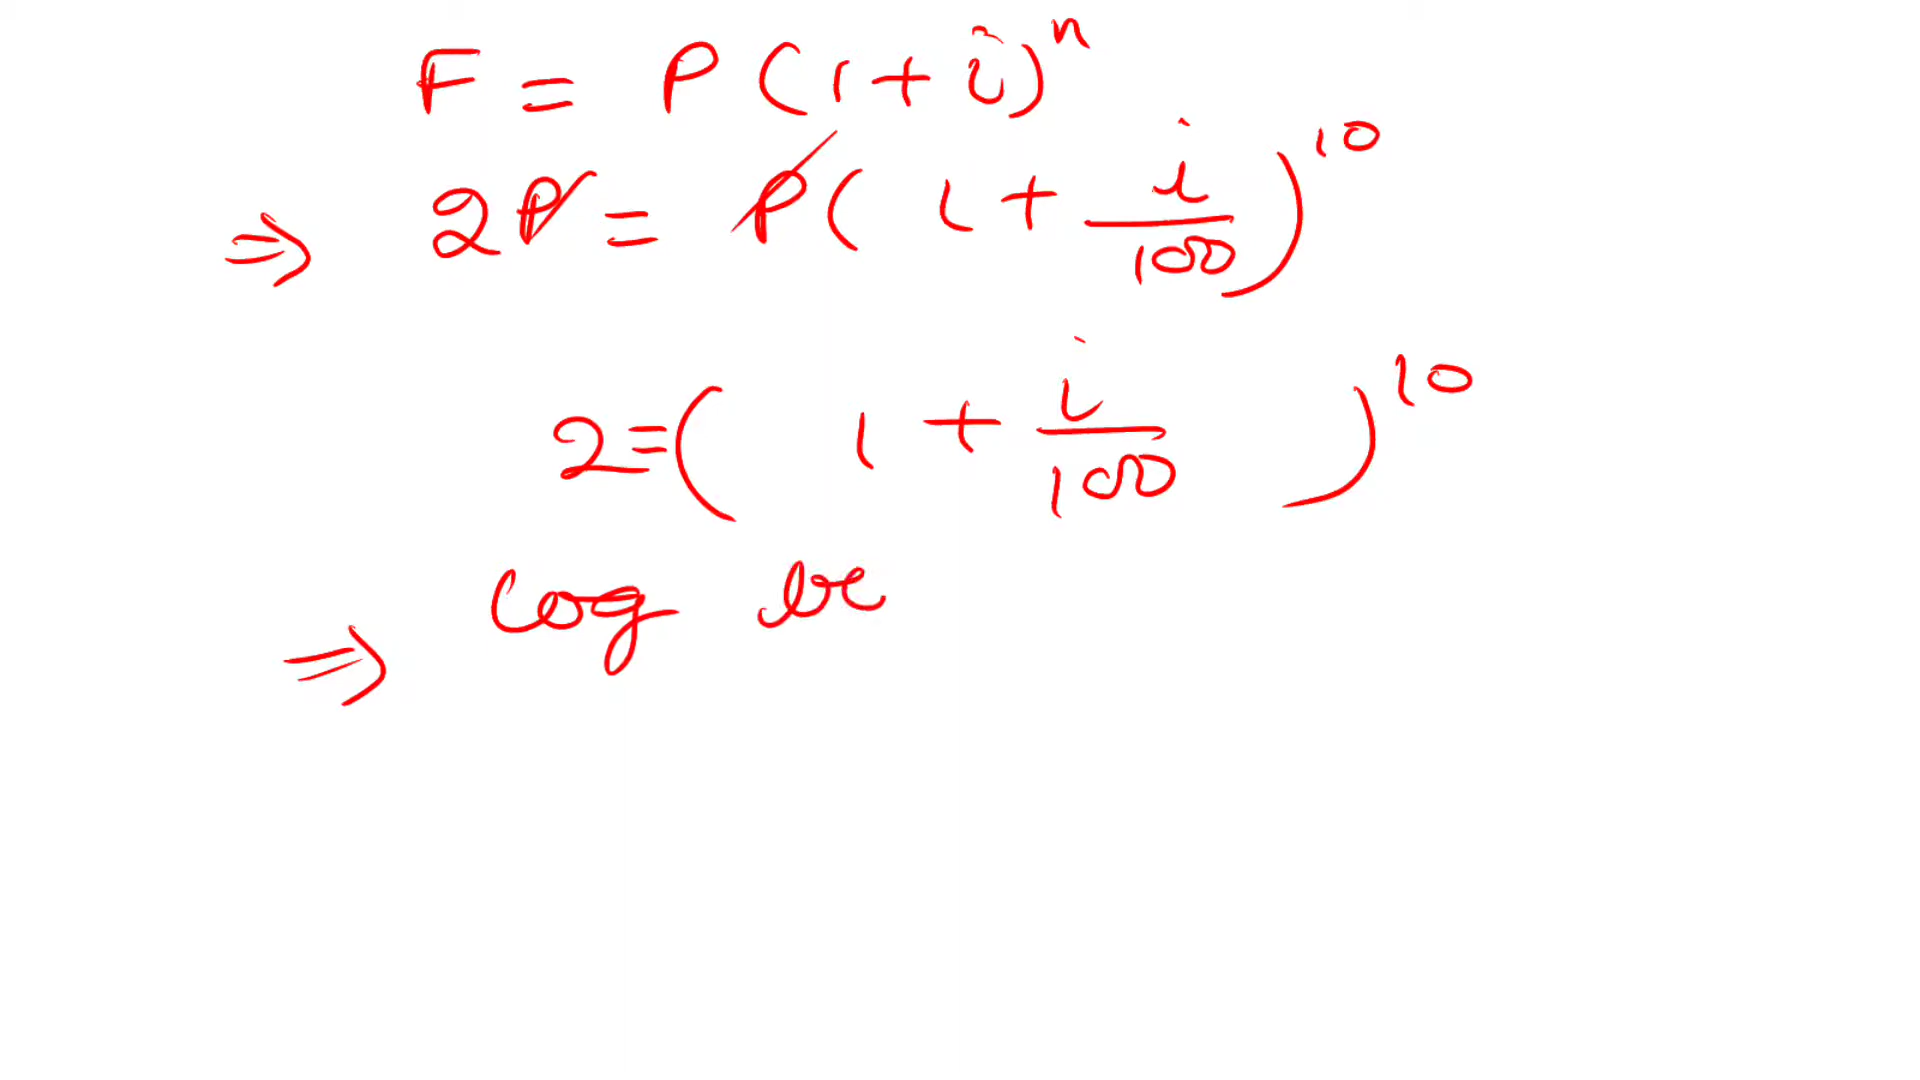 F = P(1+i)^n
⇒ 2P = P(1 + i/100)^10
2 = (1 + i/100)^10
⇒ log